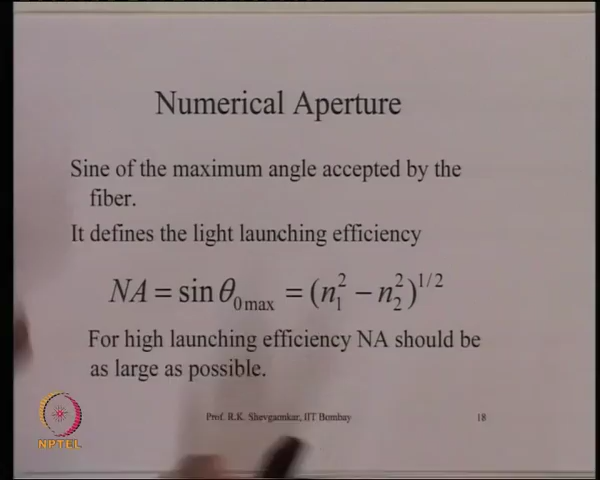 Numerical Aperture
Sine of the maximum angle accepted by the
fiber.
It defines the light launching efficiency
NA = sin θ₀ max = (n₁² − n₂²)^1/2
For high launching efficiency NA should be
as large as possible.
Prof. R.K. Shevgaonkar, IIT Bombay
18
NPTEL